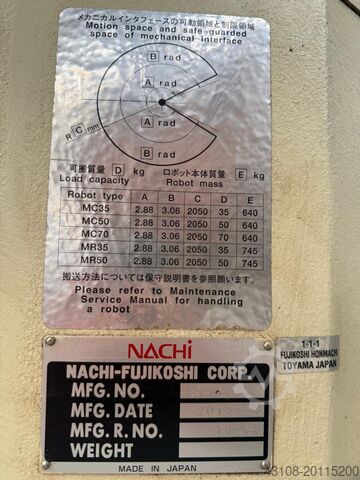 メカニカルインタフェースの可動領域と制限領域
Motion space and safe guarded
space of mechanical interface
B rad
A rad
R C mm
A rad
B rad
可搬質量 D kg ロボット本体質量 E kg
Load capacity Robot mass
Robot type A B C D E
MC35 2.88 3.06 2050 35 640
MC50 2.88 3.06 2050 50 640
MC70 2.88 3.06 2050 70 640
MR35 2.88 3.06 2050 35 745
MR50 2.88 3.06 2050 50 745
搬送方法については保守説明書を参照願います
Please refer to Maintenance
Service Manual for handling
a robot
NACHi
NACHI-FUJIKOSHI CORP.
MFG. NO.
MFG. DATE
MFG. R. NO.
WEIGHT
MADE IN JAPAN
1-1-1
FUJIKOSHI HONMACHI
TOYAMA JAPAN